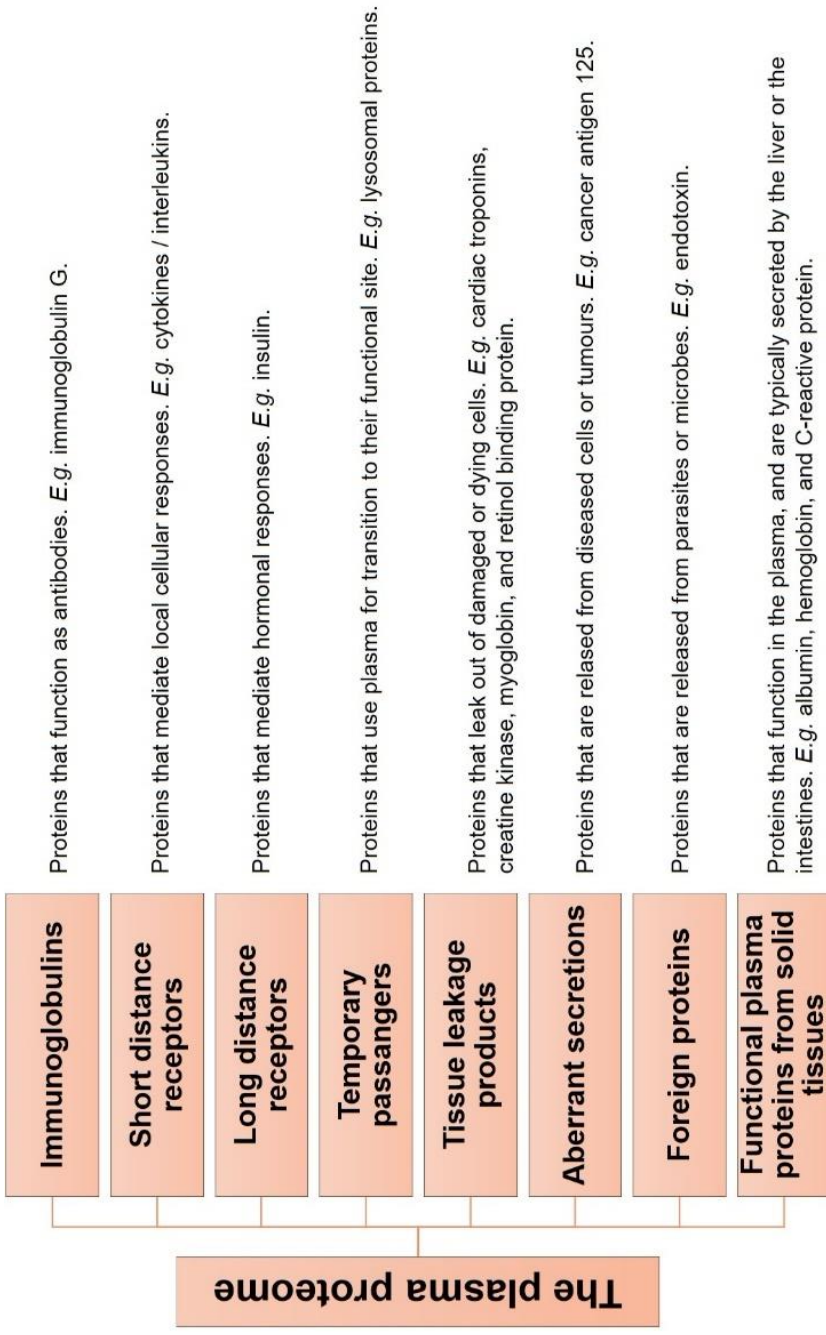 The plasma proteome
Immunoglobulins
Proteins that function as antibodies. E.g. immunoglobulin G.
Short distance
receptors
Proteins that mediate local cellular responses. E.g. cytokines / interleukins.
Long distance
receptors
Proteins that mediate hormonal responses. E.g. insulin.
Temporary
passangers
Proteins that use plasma for transition to their functional site. E.g. lysosomal proteins.
Tissue leakage
products
Proteins that leak out of damaged or dying cells. E.g. cardiac troponins,
creatine kinase, myoglobin, and retinol binding protein.
Aberrant secretions
Proteins that are relased from diseased cells or tumours. E.g. cancer antigen 125.
Foreign proteins
Proteins that are released from parasites or microbes. E.g. endotoxin.
Functional plasma
proteins from solid
tissues
Proteins that function in the plasma, and are typically secreted by the liver or the
intestines. E.g. albumin, hemoglobin, and C-reactive protein.